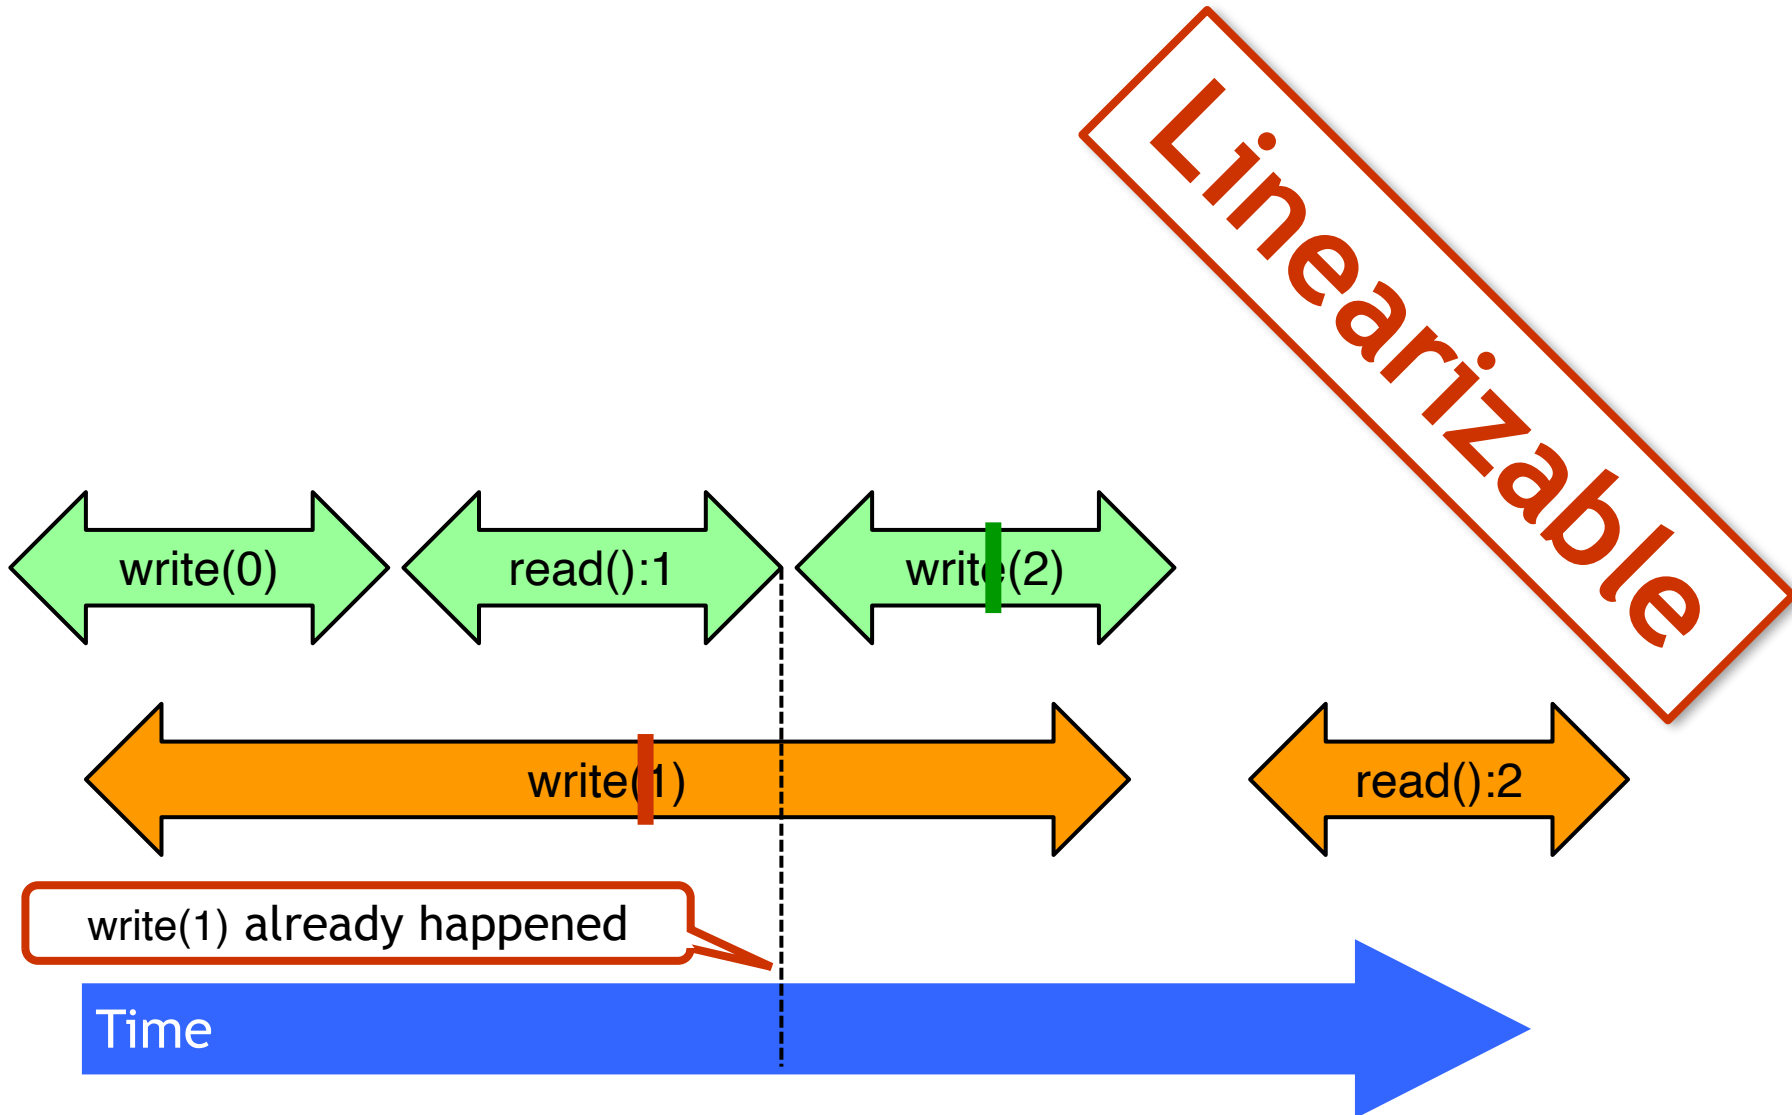 Linearizable
write(0)
read():1
write(2)
write(1)
read():2
write(1) already happened
Time